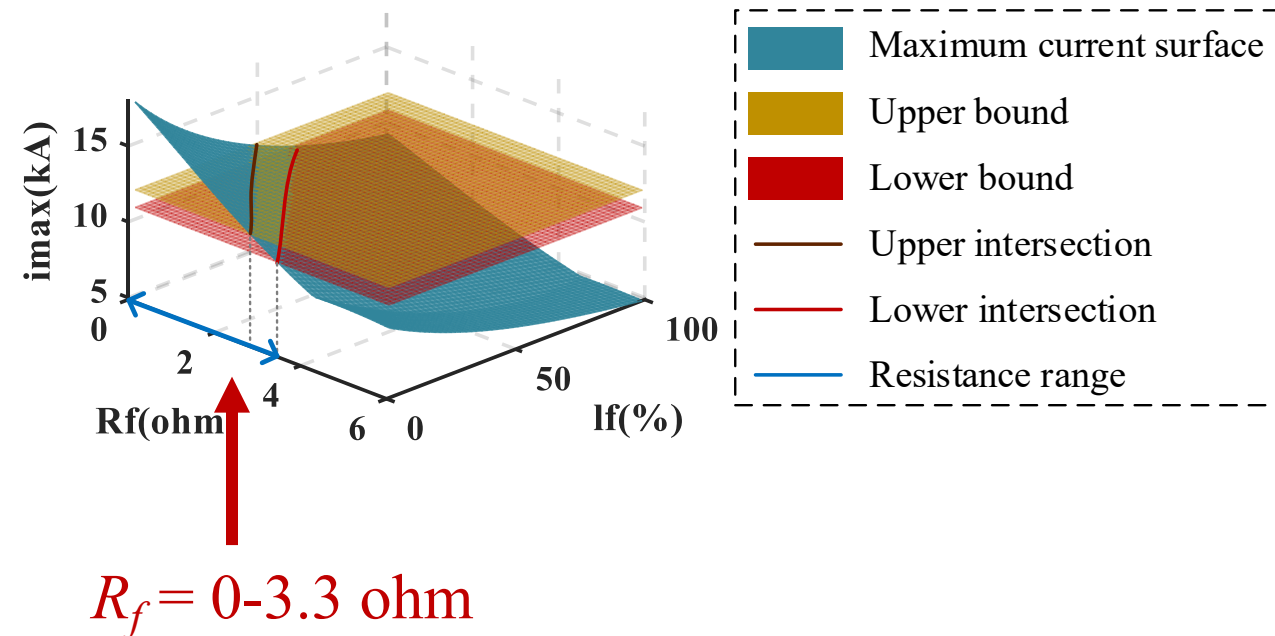 imax(kA)
15
10
5
0
2
4
6
Rf(ohm
0
50
100
lf(%)
Maximum current surface
Upper bound
Lower bound
Upper intersection
Lower intersection
Resistance range
R_f = 0-3.3 ohm